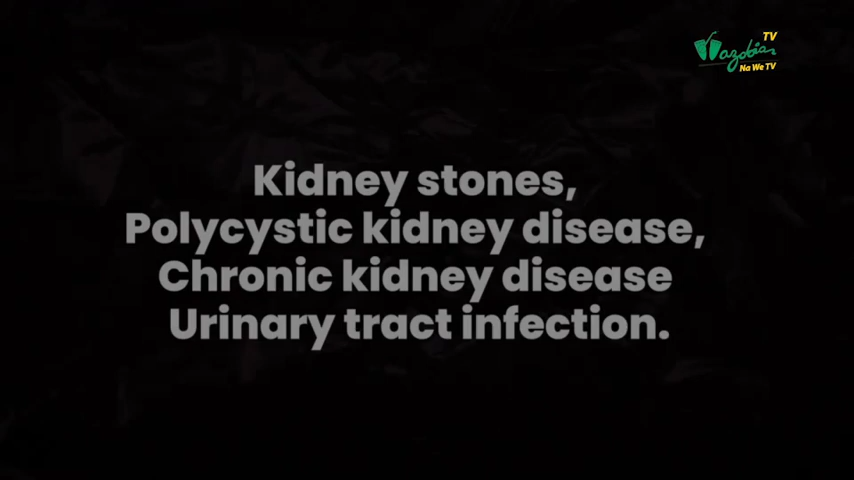 TV
Wazobia
Na We TV
Kidney stones,
Polycystic kidney disease,
Chronic kidney disease
Urinary tract infection.